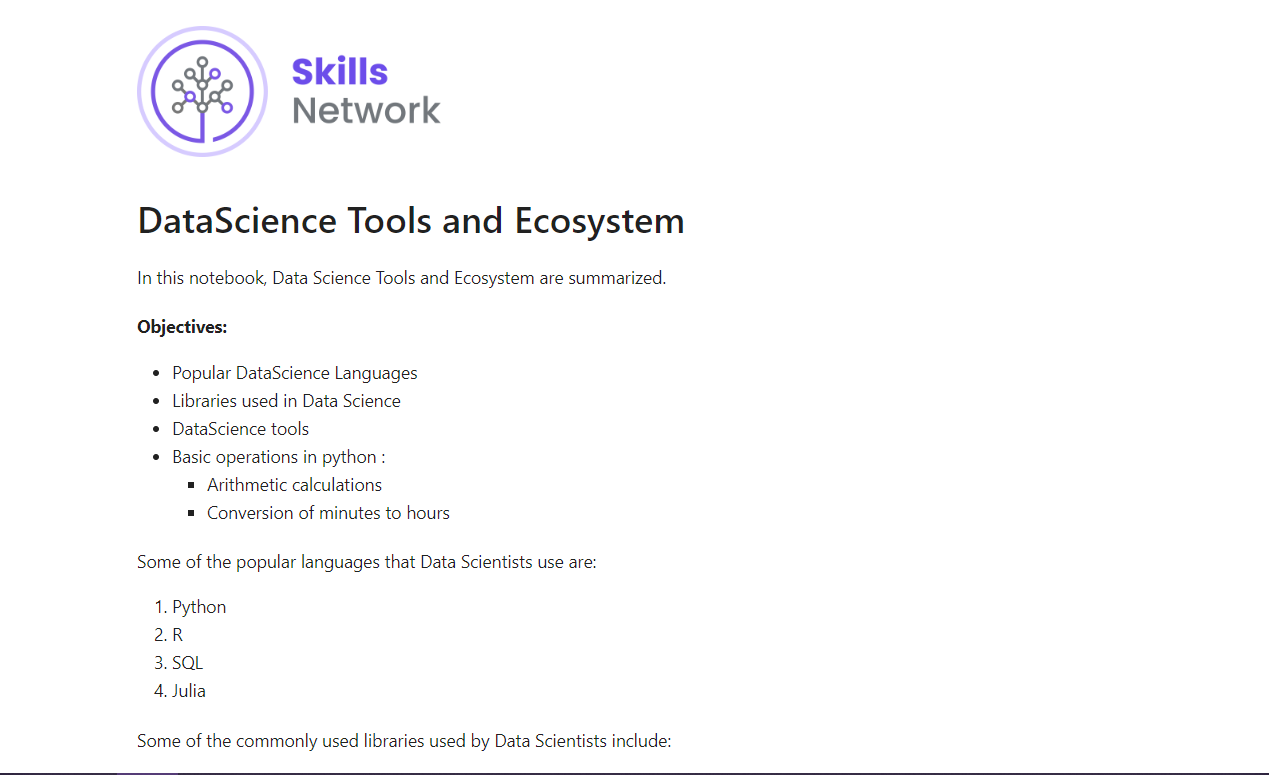 Skills
Network
DataScience Tools and Ecosystem
In this notebook, Data Science Tools and Ecosystem are summarized.
Objectives:
• Popular DataScience Languages
• Libraries used in Data Science
• DataScience tools
• Basic operations in python :
▪ Arithmetic calculations
▪ Conversion of minutes to hours
Some of the popular languages that Data Scientists use are:
1. Python
2. R
3. SQL
4. Julia
Some of the commonly used libraries used by Data Scientists include: